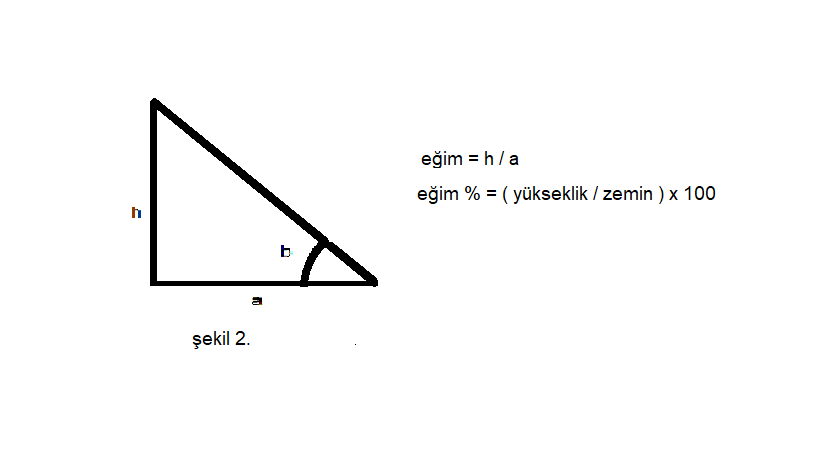 eğim = h / a
eğim % = ( yükseklik / zemin ) x 100
h
b
a
şekil 2.